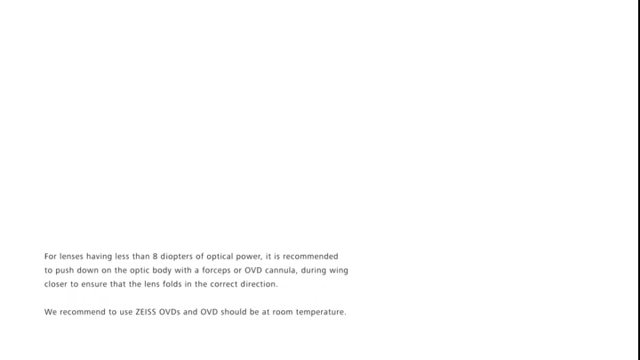 For lenses having less than 8 diopters of optical power, it is recommended
to push down on the optic body with a forceps or OVD cannula, during wing
closer to ensure that the lens folds in the correct direction.
We recommend to use ZEISS OVDs and OVD should be at room temperature.